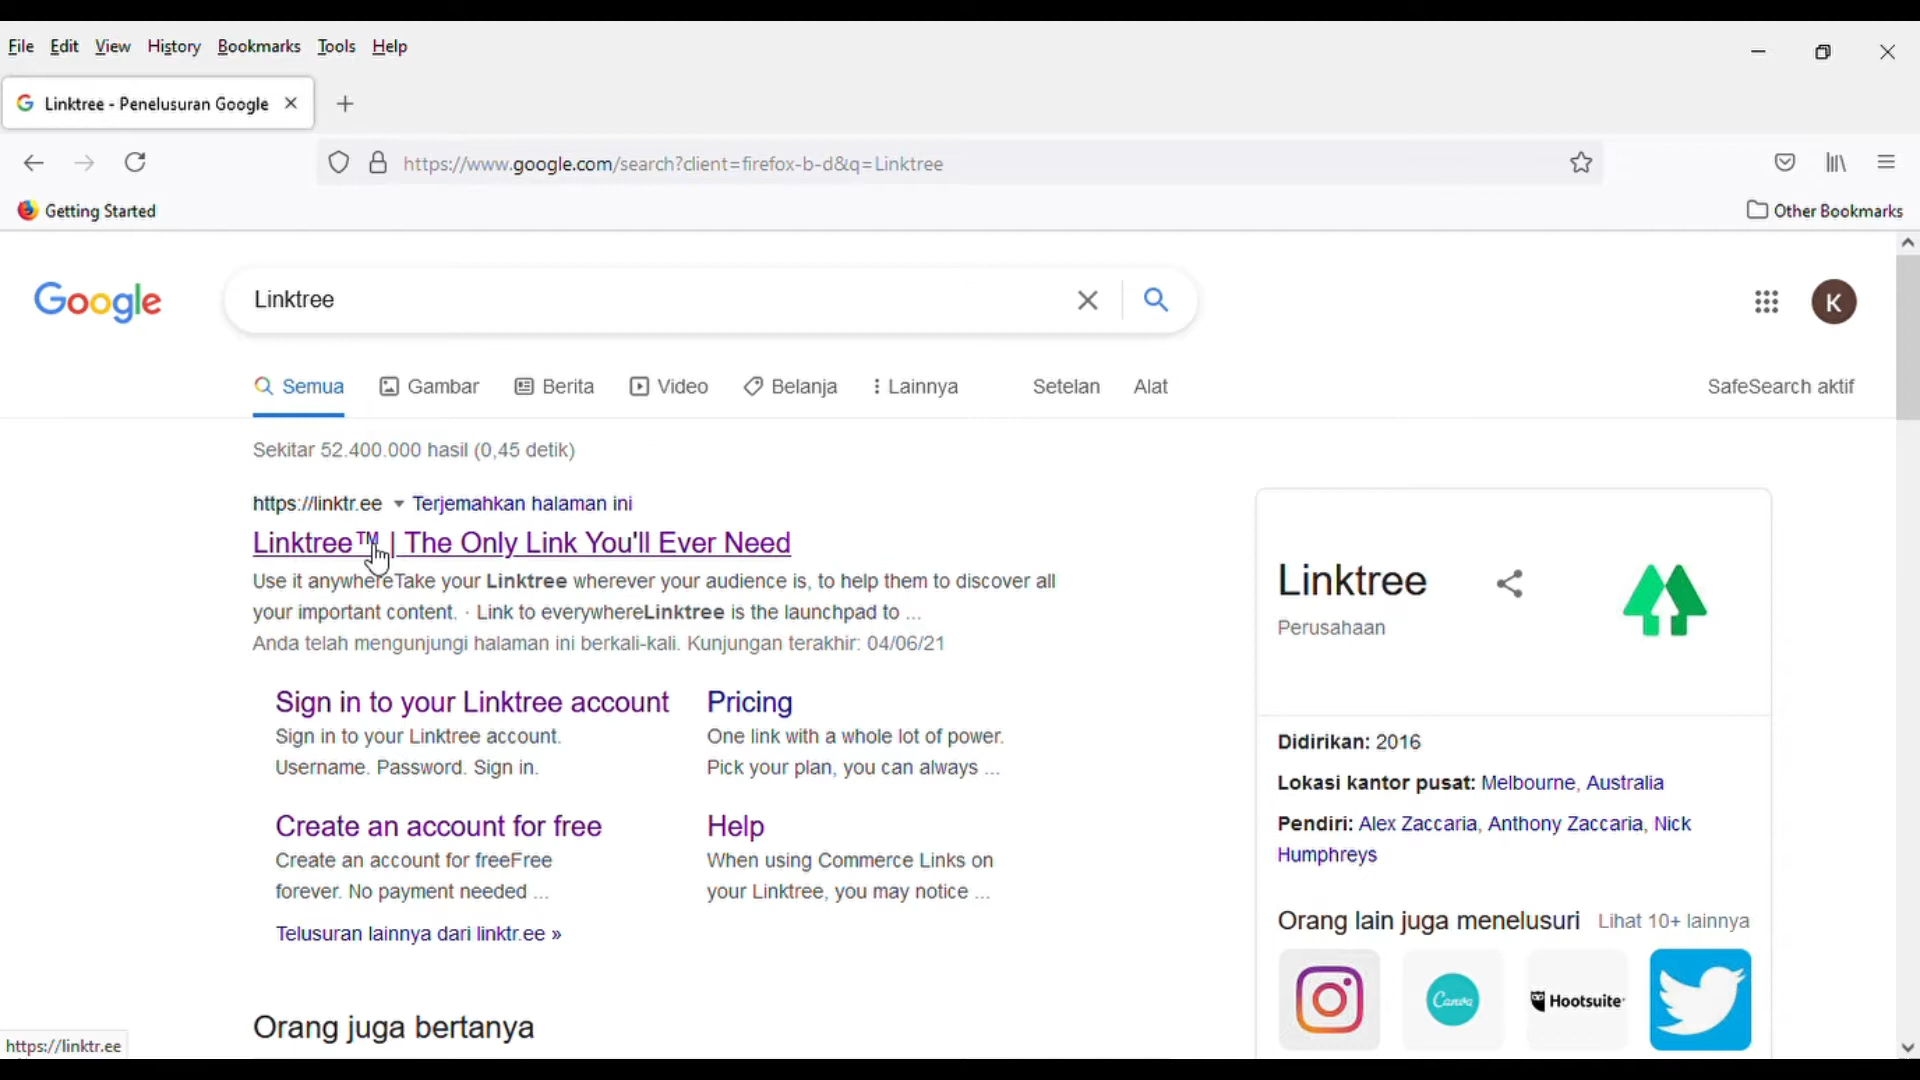 File Edit View History Bookmarks Tools Help
Linktree - Penelusuran Google
https://www.google.com/search?client=firefox-b-d&q=Linktree
Getting Started
Other Bookmarks
Google
Linktree
K
Semua Gambar Berita Video Belanja Lainnya Setelan Alat SafeSearch aktif
Sekitar 52.400.000 hasil (0,45 detik)
https://linktr.ee Terjemahkan halaman ini
Linktree™ | The Only Link You'll Ever Need
Use it anywhereTake your Linktree wherever your audience is, to help them to discover all
your important content. · Link to everywhereLinktree is the launchpad to ...
Anda telah mengunjungi halaman ini berkali-kali. Kunjungan terakhir: 04/06/21
Sign in to your Linktree account
Sign in to your Linktree account.
Username. Password. Sign in.
Pricing
One link with a whole lot of power.
Pick your plan, you can always ...
Create an account for free
Create an account for freeFree
forever. No payment needed ...
Help
When using Commerce Links on
your Linktree, you may notice ...
Telusuran lainnya dari linktr.ee »
Orang juga bertanya
Linktree
Perusahaan
Didirikan: 2016
Lokasi kantor pusat: Melbourne, Australia
Pendiri: Alex Zaccaria, Anthony Zaccaria, Nick
Humphreys
Orang lain juga menelusuri Lihat 10+ lainnya
Canva
Hootsuite
https://linktr.ee